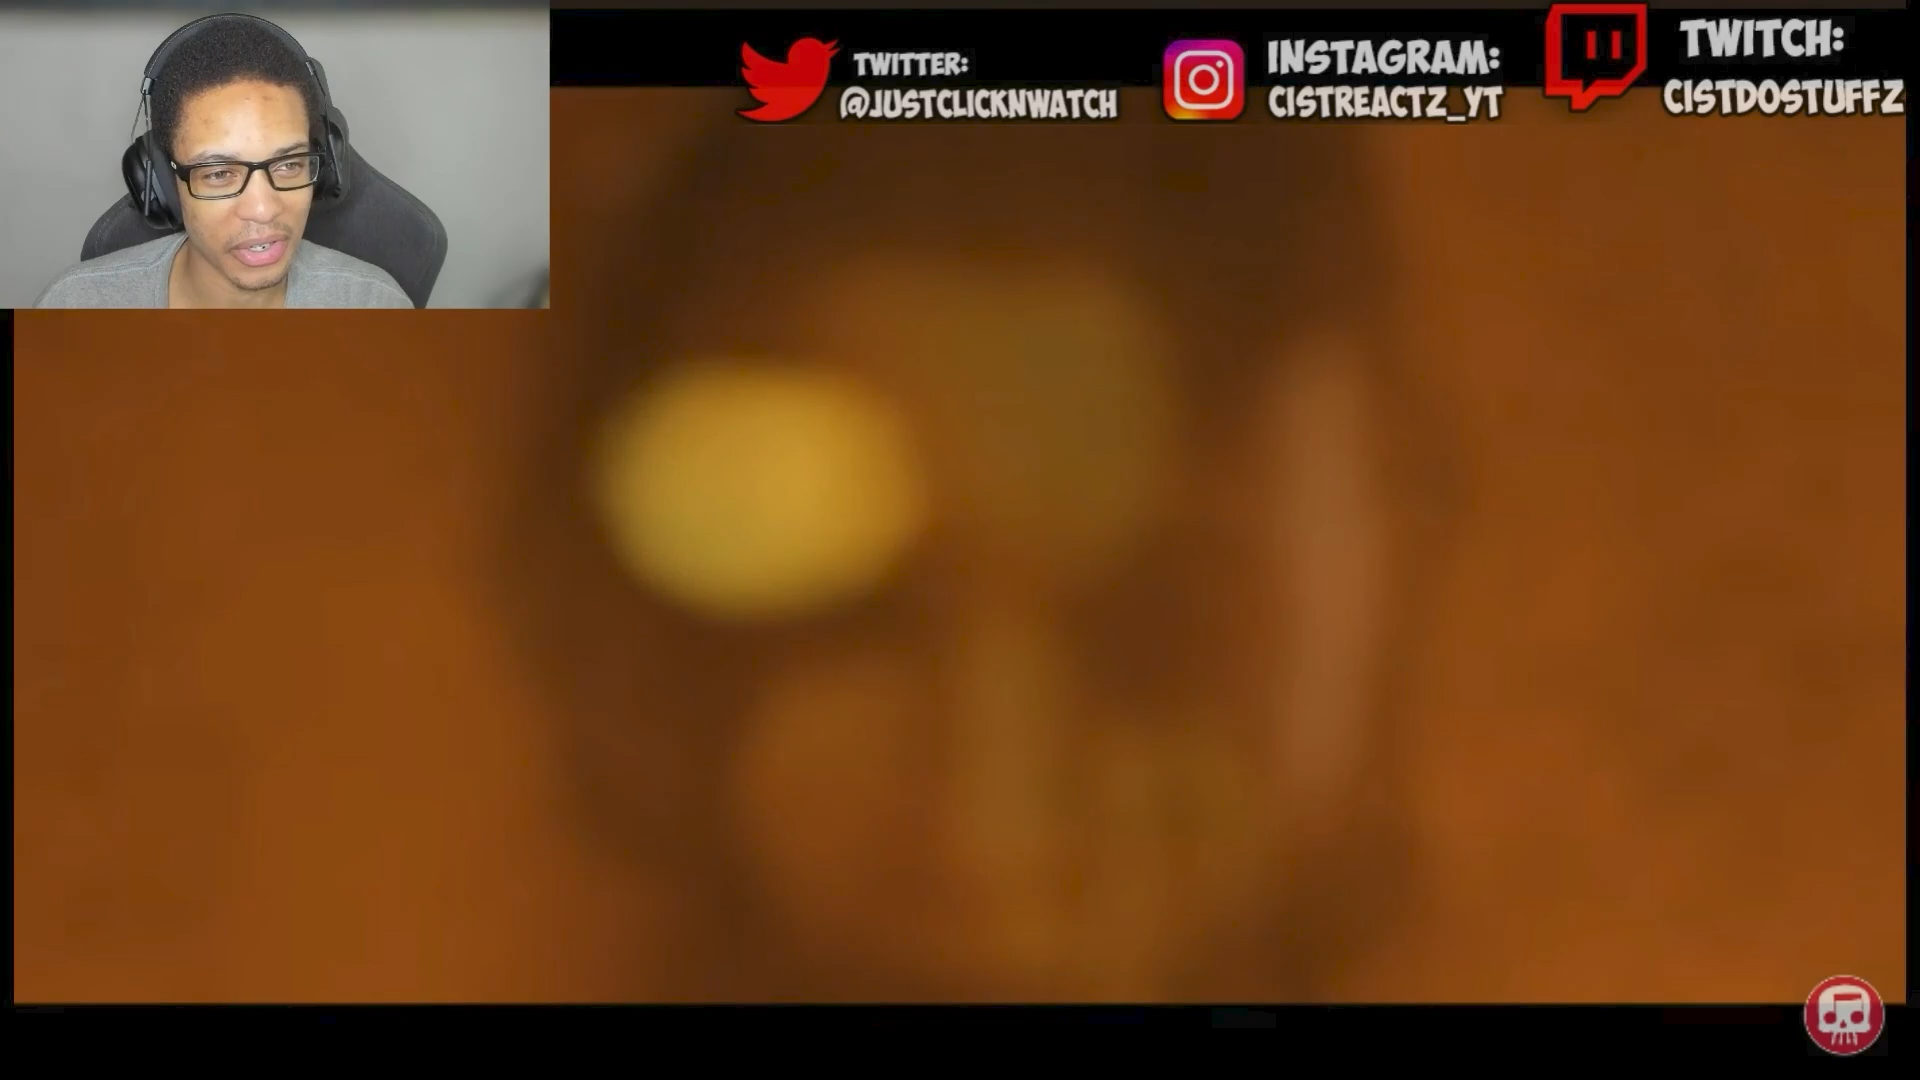 TWITTER:
@JUSTCLICKNWATCH
INSTAGRAM:
CISTREACTZ_YT
TWITCH:
CISTDOSTUFFZ